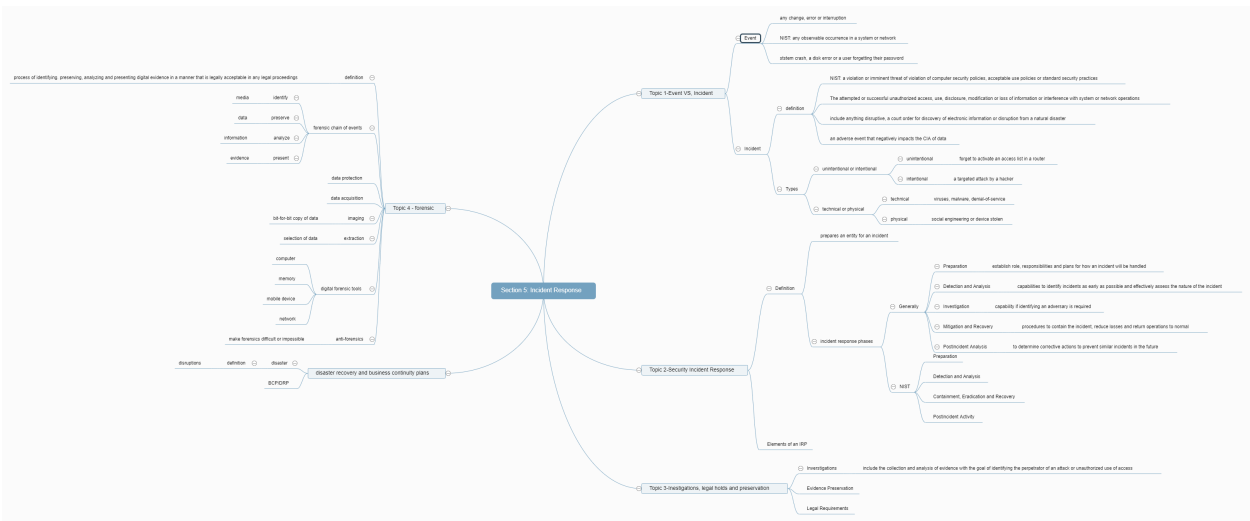 Section 5: Incident Response
Topic 1-Event VS, Incident
Event
any change, error or interruption
NIST: any observable occurrence in a system or network
ststem crash, a disk error or a user forgetting their password
Incident
definition
NIST: a violation or imminent threat of violation of computer security policies, acceptable use policies or standard security practices
The attempted or successful unauthorized access, use, disclosure, modification or loss of information or interference with system or network operations
include anything disruptive, a court order for discovery of electronic information or disruption from a natural disaster
an adverse event that negatively impacts the CIA of data
Types
unintentional or intentional
unintentional
forget to activate an access list in a router
intentional
a targeted attack by a hacker
technical or physical
technical
viruses, malware, denial-of-service
physical
social engineering or device stolen
Topic 2-Security Incident Response
Definition
prepares an entity for an incident
incident response phases
Generally
Preparation
establish role, responsibilities and plans for how an incident will be handled
Detection and Analysis
capabilities to identify incidents as early as possible and effectively assess the nature of the incident
Investigation
capability if identifying an adversary is required
Mitigation and Recovery
procedures to contain the incident, reduce losses and return operations to normal
Postincident Analysis
to determine corrective actions to prevent similar incidents in the future
NIST
Preparation
Detection and Analysis
Containment, Eradication and Recovery
Postincident Activity
Elements of an IRP
Topic 3-Inestigations, legal holds and preservation
Inverstigations
include the collection and analysis of evidence with the goal of identifying the perpetrator of an attack or unauthorized use of access
Evidence Preservation
Legal Requirements
Topic 4 - forensic
definition
process of identifying, preserving, analyzing and presenting digital evidence in a manner that is legally acceptable in any legal proceedings
forensic chain of events
identify
media
preserve
data
analyze
information
present
evidence
data protection
data acquisition
imaging
bit-for-bit copy of data
extraction
selection of data
digital forensic tools
computer
memory
mobile device
network
anti-forensics
make forensics difficult or impossible
disaster recovery and business continuity plans
disaster
definition
disruptions
BCP/DRP